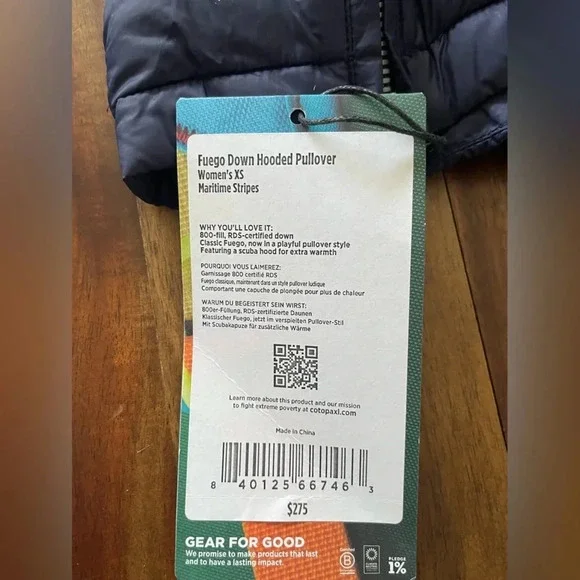 Fuego Down Hooded Pullover
Women's XS
Maritime Stripes
WHY YOU'LL LOVE IT:
800-fill, RDS-certified down
Classic Fuego, now in a playful pullover style
Featuring a scuba hood for extra warmth
POURQUOI VOUS L'AIMEREZ:
Garnissage 800 certifié RDS
Fuego classique, maintenant dans un style pullover ludique
Comportant une capuche de plongée pour plus de chaleur
WARUM DU BEGEISTERT SEIN WIRST:
800er-Füllung, RDS-zertifizierte Daunen
Klassischer Fuego, jetzt im verspielten Pullover-Stil
Mit Scubakapuze für zusätzliche Wärme
Learn more about this product and our mission
to fight extreme poverty at cotopaxi.com
Made in China
8 40125 66746 3
$275
GEAR FOR GOOD
We promise to make products that last
and to have a lasting impact.
B
PLEDGE
1%